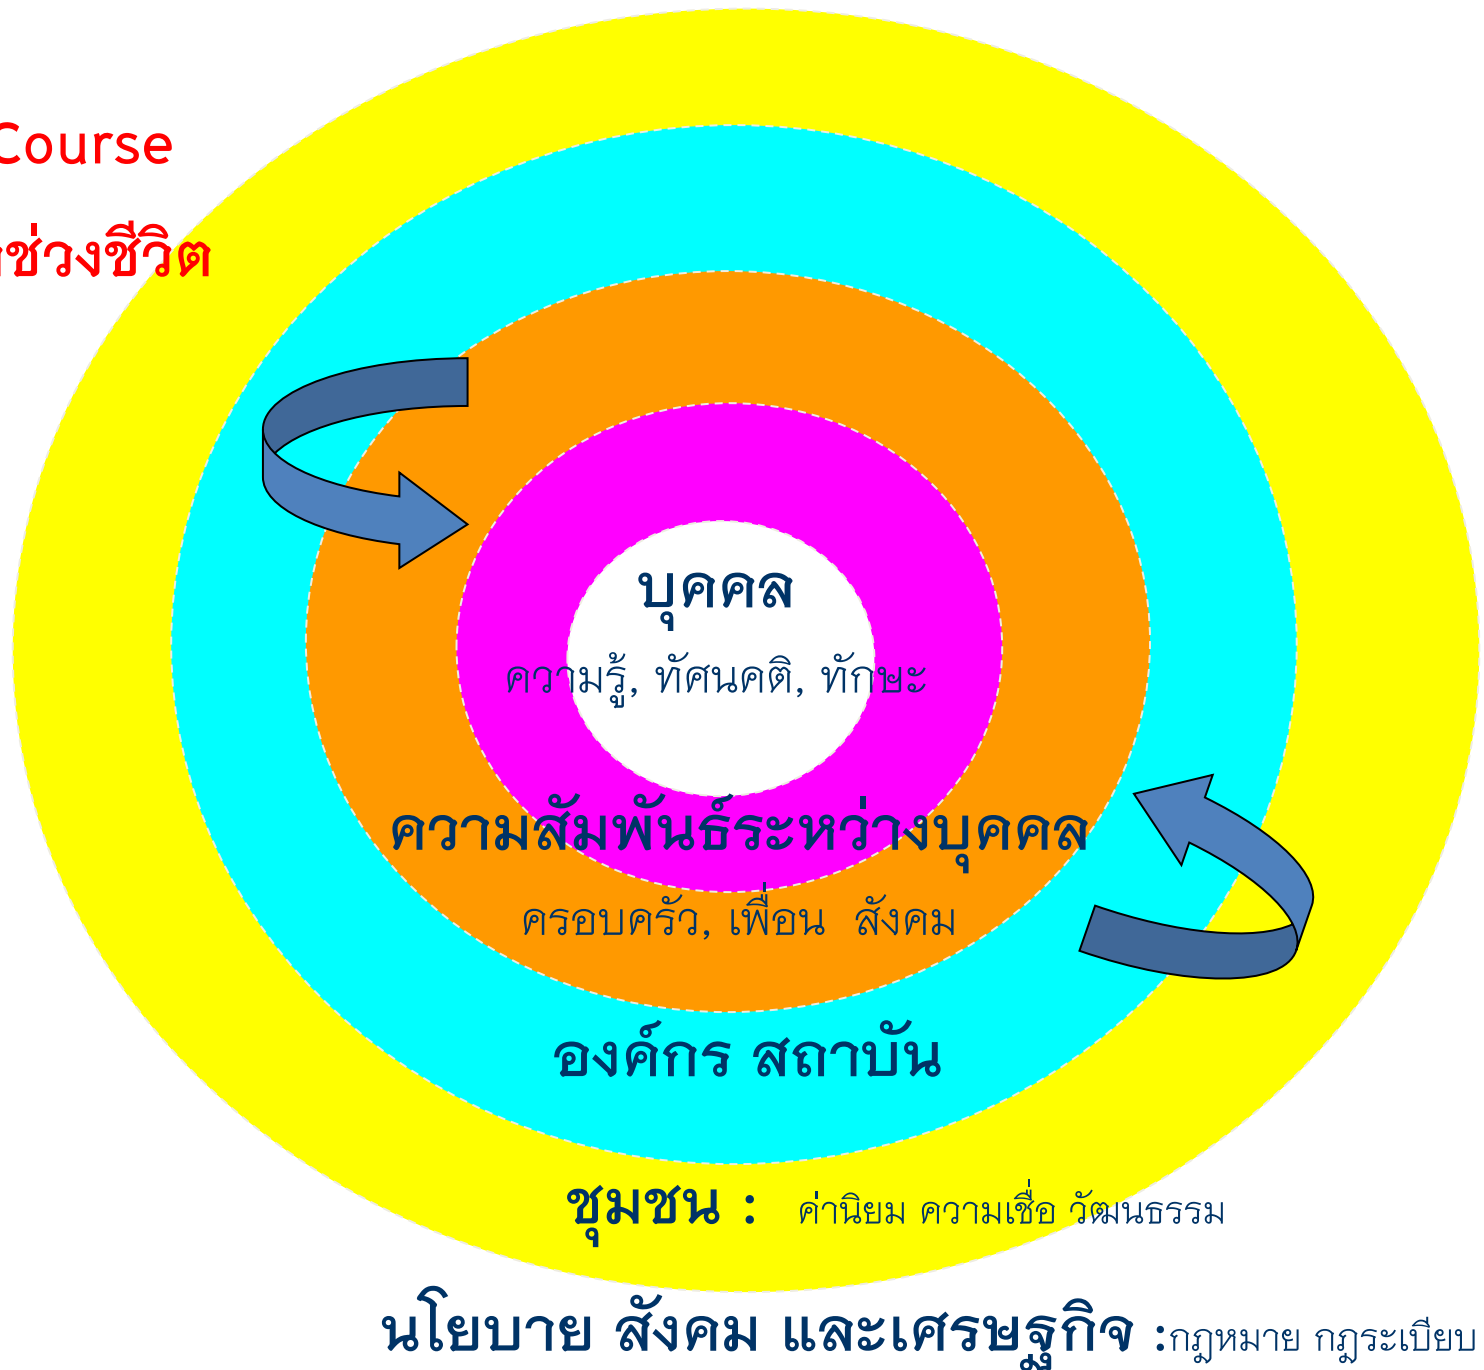 Course
ช่วงชีวิต
บุคคล
ความรู้, ทัศนคติ, ทักษะ
ความสัมพันธ์ระหว่างบุคคล
ครอบครัว, เพื่อน สังคม
องค์กร สถาบัน
ชุมชน : ค่านิยม ความเชื่อ วัฒนธรรม
นโยบาย สังคม และเศรษฐกิจ :กฎหมาย กฎระเบียบ